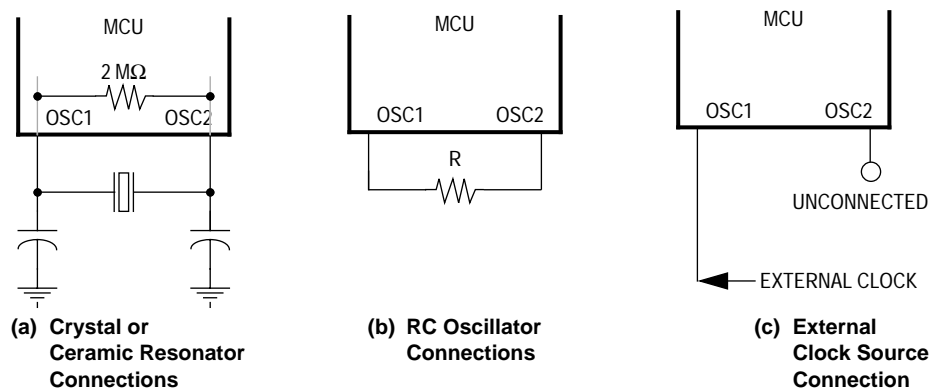 MCU
2 MΩ
OSC1
OSC2
(a) Crystal or
Ceramic Resonator
Connections
MCU
OSC1
OSC2
R
(b) RC Oscillator
Connections
MCU
OSC1
OSC2
UNCONNECTED
EXTERNAL CLOCK
(c) External
Clock Source
Connection